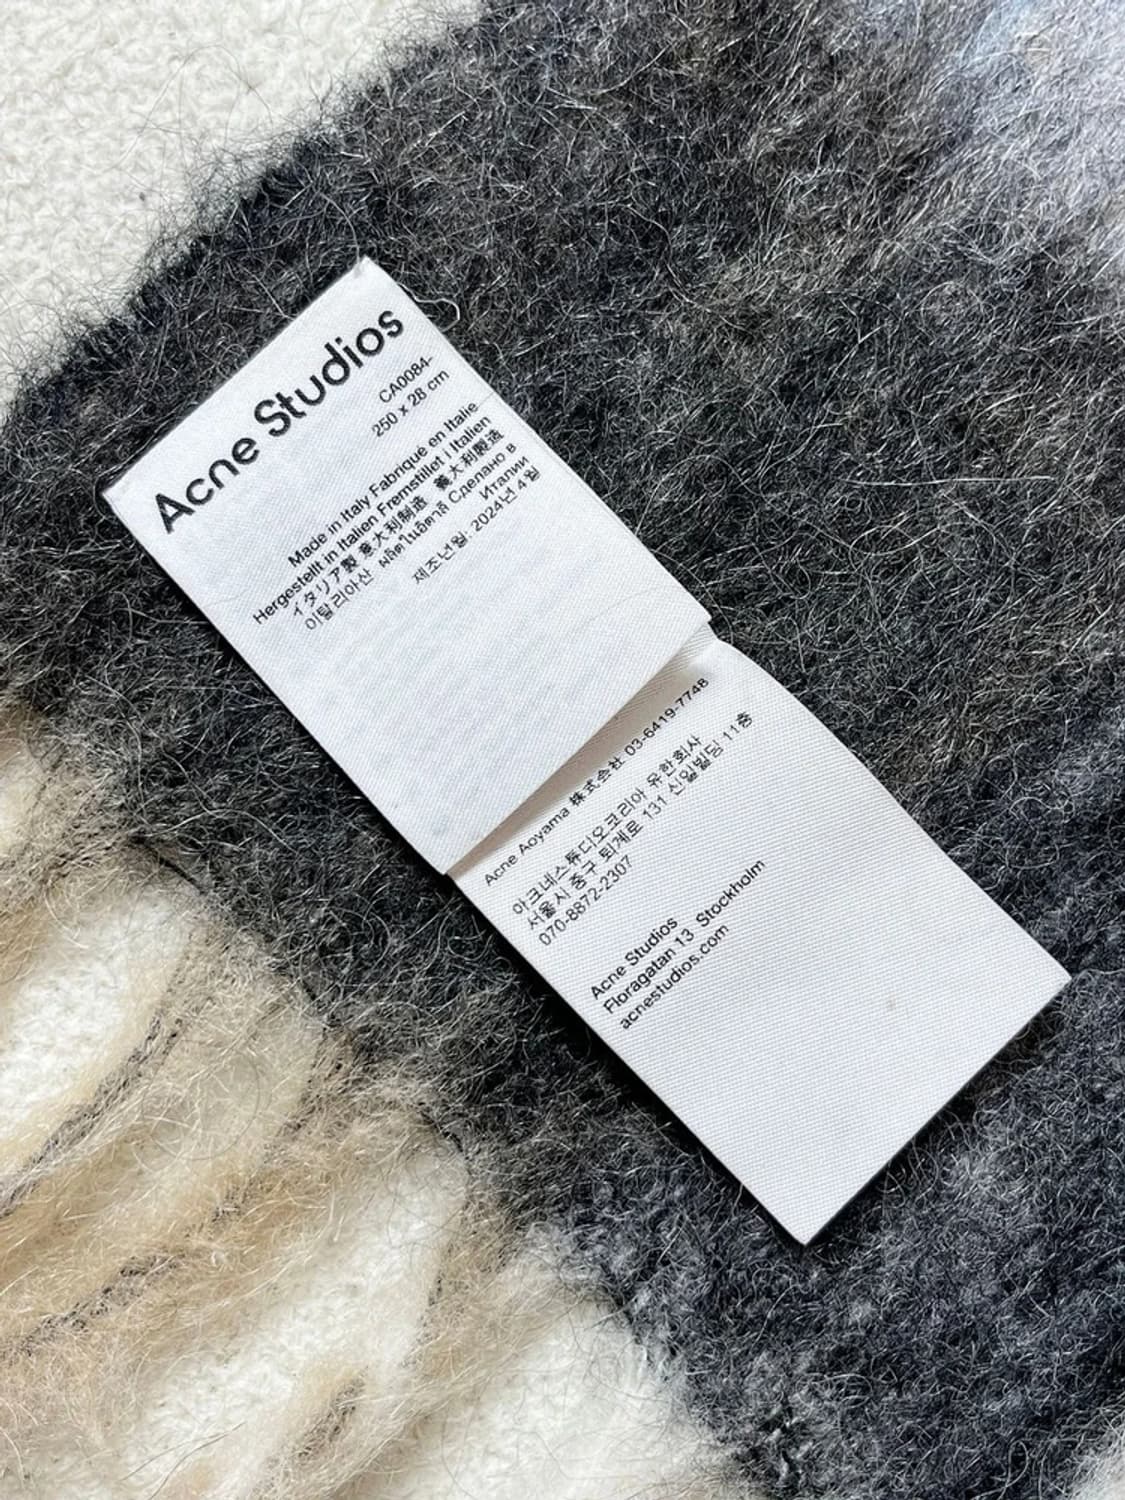 Acne Studios
CA0084-
250 x 28 cm
Made in Italy Fabriqué en Italie
Hergestellt in Italien Fremstillet i Italien
イタリア製 意大利制造 義大利製造
이탈리아산 ผลิตในอิตาลี Сделано в
Италии
제조년월: 2024년 4월
Acne Aoyama 株式会社 03-6419-7748
아크네스튜디오코리아 유한회사
서울시 중구 퇴계로 131 신일빌딩 11층
070-8872-2307
Acne Studios
Floragatan 13 Stockholm
acnestudios.com